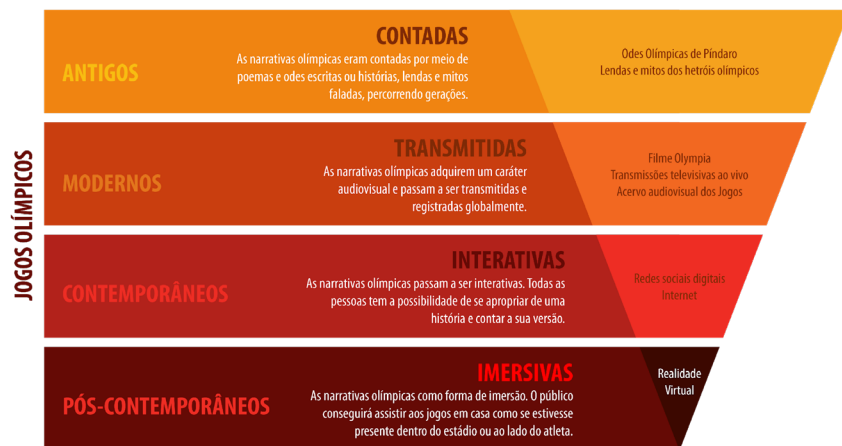 JOGOS OLÍMPICOS
ANTIGOS
CONTADAS
As narrativas olímpicas eram contadas por meio de
poemas e odes escritas ou histórias, lendas e mitos
faladas, percorrendo gerações.
Odes Olímpicas de Píndaro
Lendas e mitos dos hetróis olímpicos
MODERNOS
TRANSMITIDAS
As narrativas olímpicas adquirem um caráter
audiovisual e passam a ser transmitidas e
registradas globalmente.
Filme Olympia
Transmissões televisivas ao vivo
Acervo audiovisual dos Jogos
CONTEMPORÂNEOS
INTERATIVAS
As narrativas olímpicas passam a ser interativas. Todas as
pessoas tem a possibilidade de se apropriar de uma
história e contar a sua versão.
Redes sociais digitais
Internet
PÓS-CONTEMPORÂNEOS
IMERSIVAS
As narrativas olímpicas como forma de imersão. O público
conseguirá assistir aos jogos em casa como se estivesse
presente dentro do estádio ou ao lado do atleta.
Realidade
Virtual